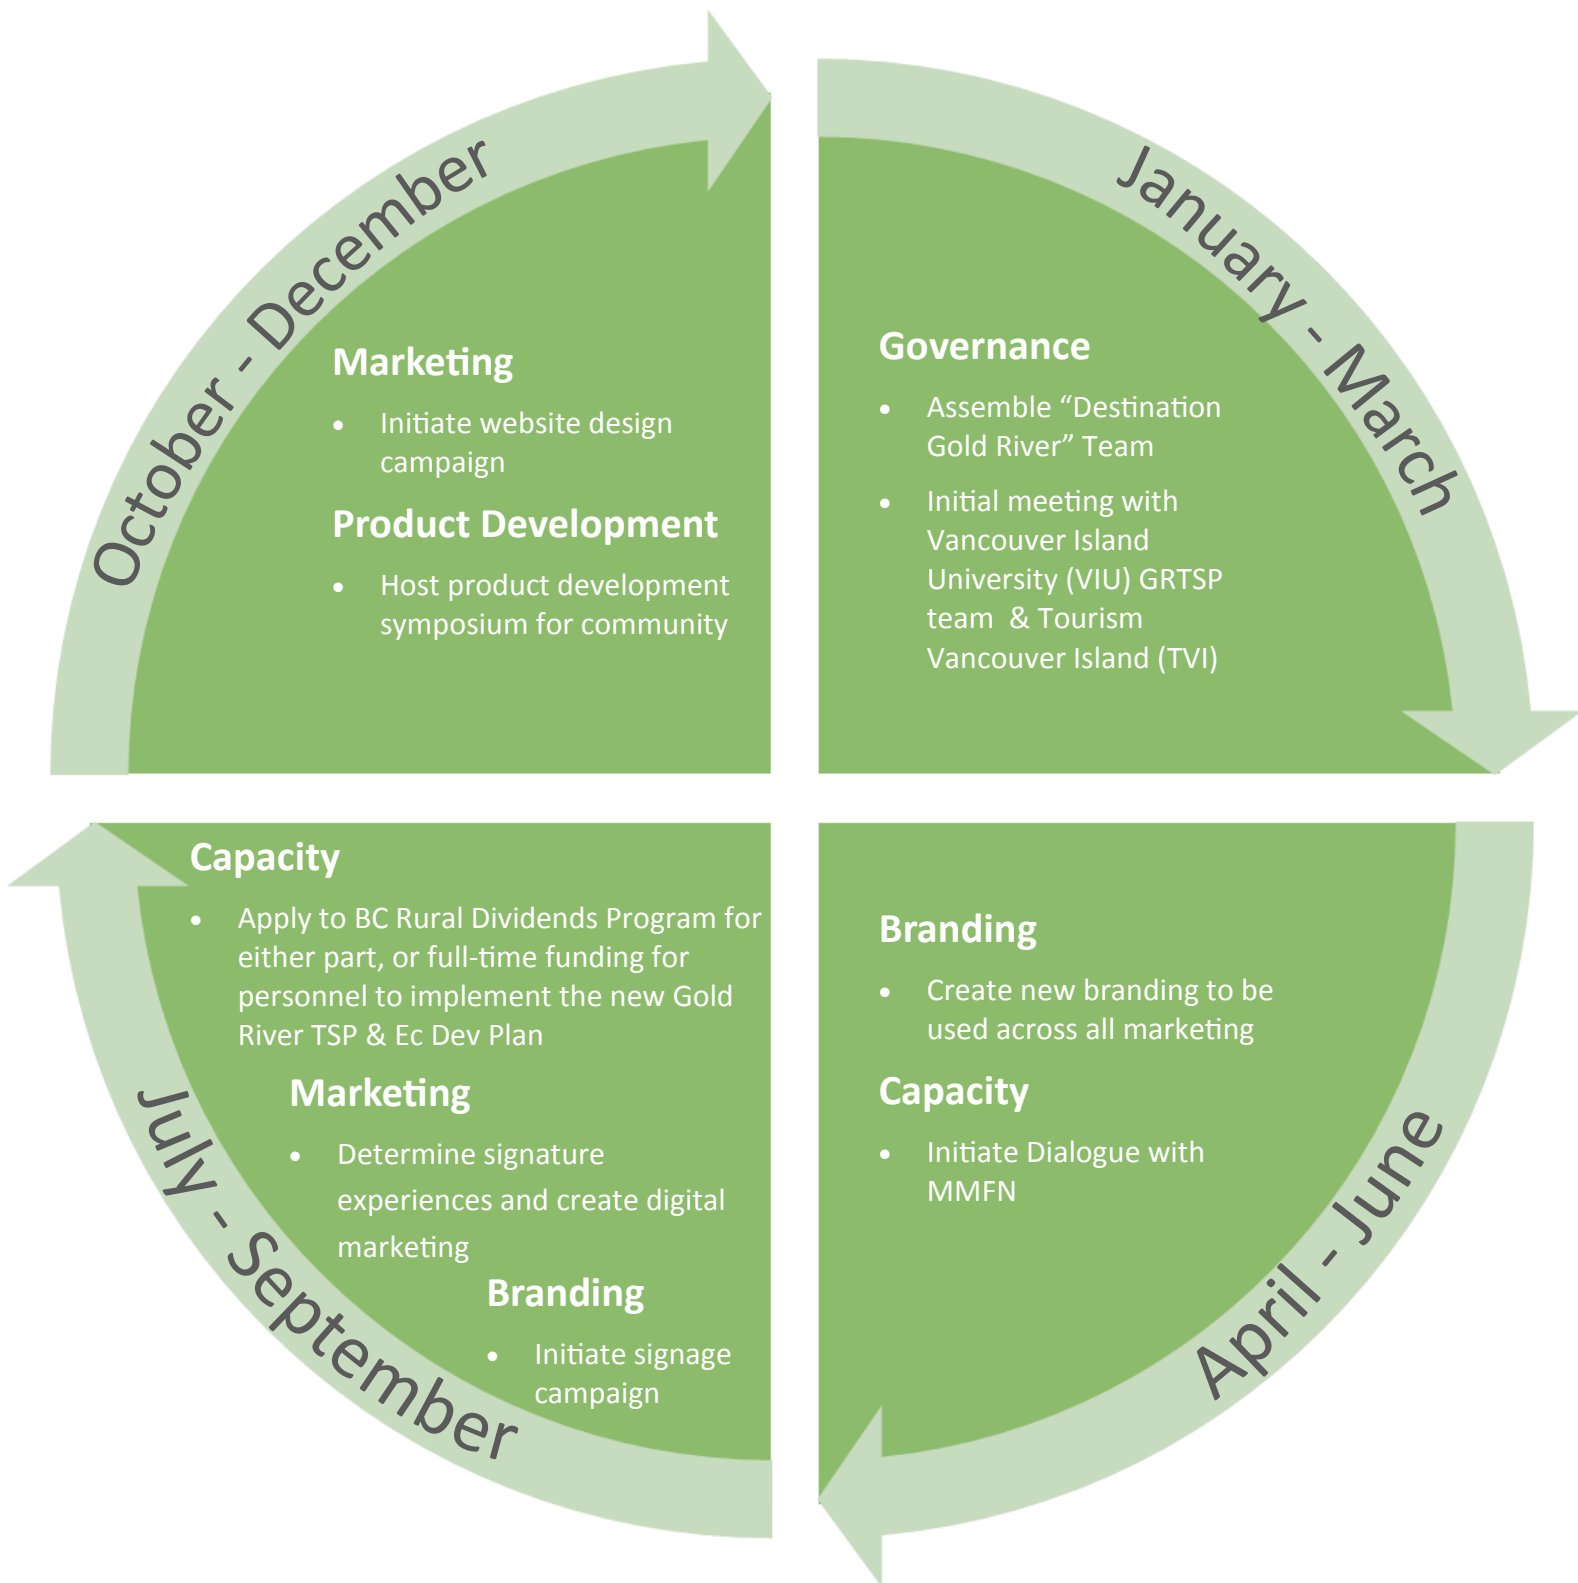 October - December
Marketing
• Initiate website design
campaign
Product Development
• Host product development
symposium for community
January - March
Governance
• Assemble “Destination
Gold River” Team
• Initial meeting with
Vancouver Island
University (VIU) GRTSP
team & Tourism
Vancouver Island (TVI)
July - September
Capacity
• Apply to BC Rural Dividends Program for
either part, or full-time funding for
personnel to implement the new Gold
River TSP & Ec Dev Plan
Marketing
• Determine signature
experiences and create digital
marketing
Branding
• Initiate signage
campaign
April - June
Branding
• Create new branding to be
used across all marketing
Capacity
• Initiate Dialogue with
MMFN